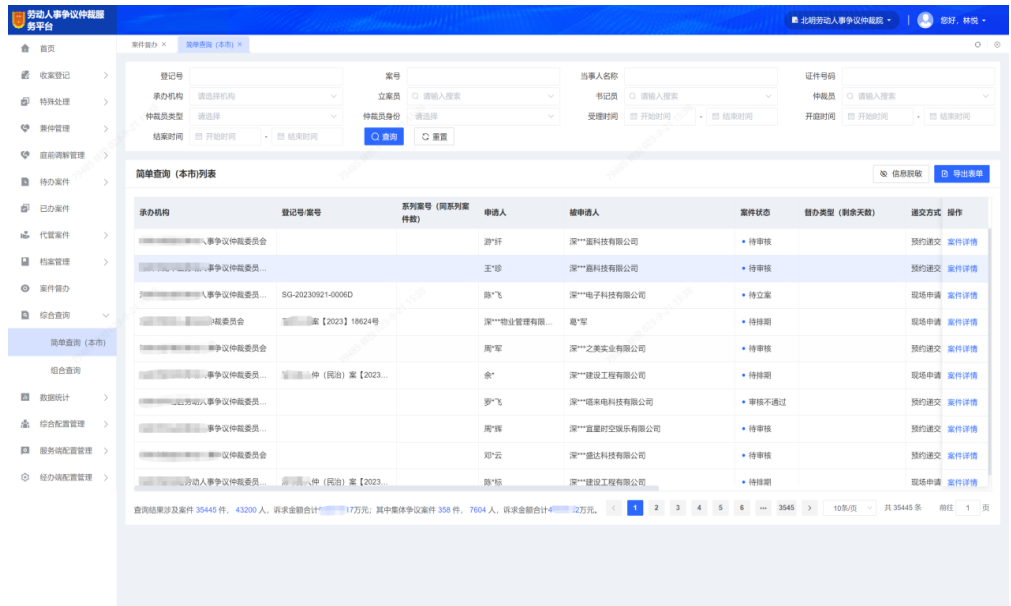 劳动人事争议仲裁服
务平台
北明劳动人事争议仲裁院
您好，林悦
首页
收案登记
特殊处理
兼仲管理
庭前调解管理
待办案件
已办案件
代管案件
档案管理
案件督办
综合查询
简单查询（本市）
组合查询
数据统计
综合配置管理
服务端配置管理
经办端配置管理
案件督办 ×
简单查询（本市） ×
登记号 案号 当事人名称 证件号码
承办机构 请选择机构 立案员 请输入搜索 书记员 请输入搜索 仲裁员 请输入搜索
仲裁员类型 请选择 仲裁员身份 请选择 受理时间 开始时间 - 结束时间 开庭时间 开始时间 - 结束时间
结案时间 开始时间 - 结束时间 查询 重置
简单查询（本市)列表 信息脱敏 导出表单
承办机构 登记号/案号 系列案号（同系列案件数） 申请人 被申请人 案件状态 督办类型（剩余天数） 递交方式 操作
人事争议仲裁委员会 游*纤 深***蛋科技有限公司 待审核 预约递交 案件详情
事争议仲裁委员... 王*珍 深***嘉科技有限公司 待审核 预约递交 案件详情
人事争议仲裁委员... SG-20230921-0006D 陈*飞 深***电子科技有限公司 待立案 现场申请 案件详情
裁委员会 案【2023】18624号 深***物业管理有限... 葛*军 待排期 现场申请 案件详情
争议仲裁委员会 周*军 深***之美实业有限公司 待审核 预约递交 案件详情
事争议仲裁委员... 仲（民治）案【2023... 余* 深***建设工程有限公司 待排期 现场申请 案件详情
劳动人事争议仲裁委员... 罗*飞 深***塔来电科技有限公司 审核不通过 预约递交 案件详情
事争议仲裁委员... 周*辉 深***宜星时空娱乐有限公司 待审核 预约递交 案件详情
议仲裁委员会 邓*云 深***盛达科技有限公司 待审核 预约递交 案件详情
劳动人事争议仲裁委员... 仲（民治）案【2023... 陈*标 深***建设工程有限公司 待排期 现场申请 案件详情
查询结果涉及案件 35445 件， 43200 人，诉求金额合计 17万元；其中集体争议案件 358 件， 7604 人，诉求金额合计4 2万元。 1 2 3 4 5 6 ... 3545 10条/页 共 35445 条 前往 1 页